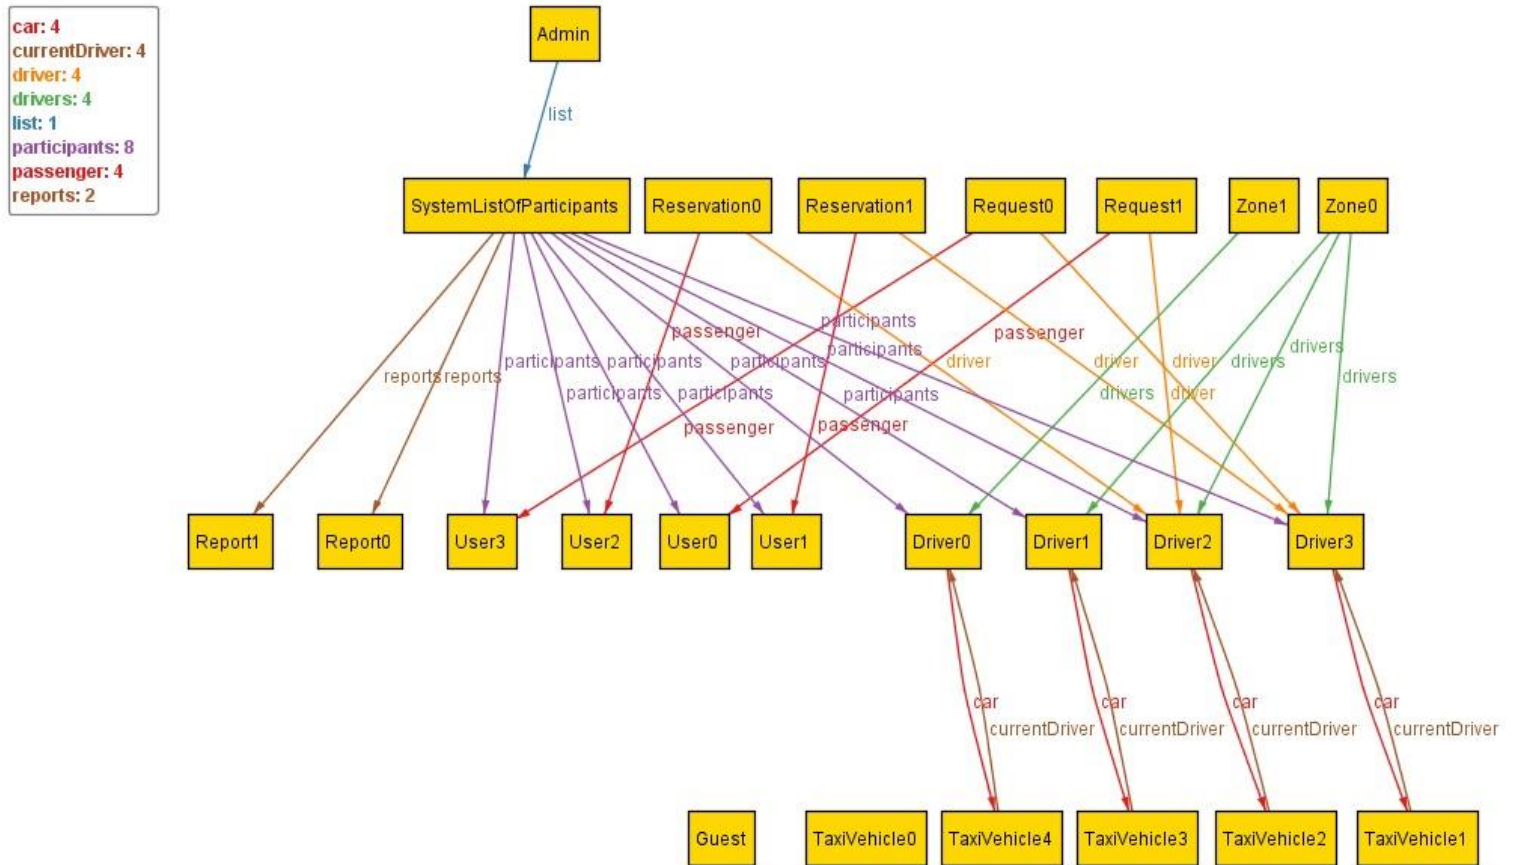 car: 4
currentDriver: 4
driver: 4
drivers: 4
list: 1
participants: 8
passenger: 4
reports: 2
Admin
list
SystemListOfParticipants
Reservation0
Reservation1
Request0
Request1
Zone1
Zone0
participants
passenger
passenger
participants
drivers
participants
participants
participants
driver
driver
driver
drivers
reports
reports
drivers
participants
participants
participants
drivers
driver
passenger
passenger
Report1
Report0
User3
User2
User0
User1
Driver0
Driver1
Driver2
Driver3
car
car
car
car
currentDriver
currentDriver
currentDriver
currentDriver
Guest
TaxiVehicle0
TaxiVehicle4
TaxiVehicle3
TaxiVehicle2
TaxiVehicle1